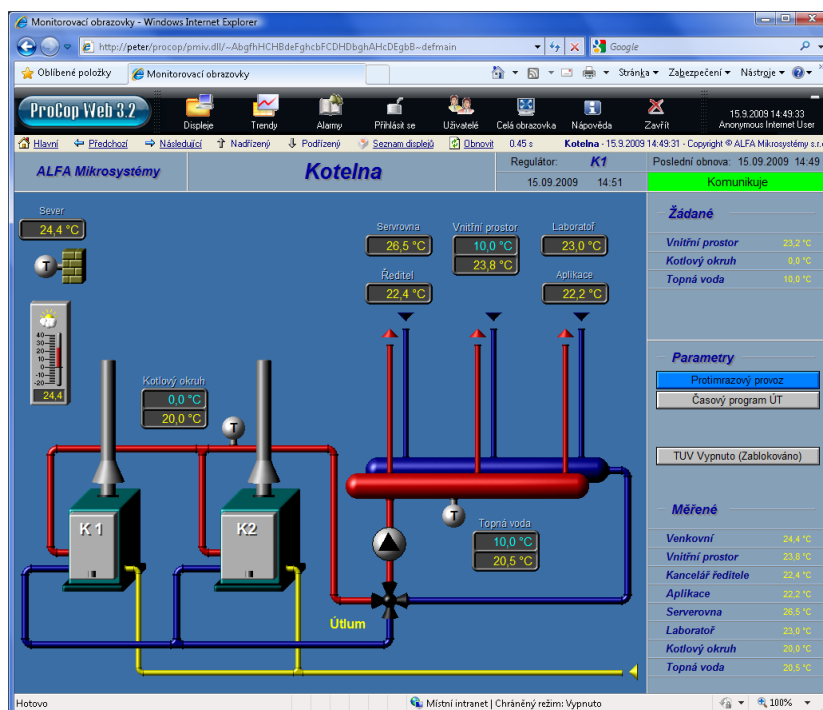 Monitorovací obrazovky - Windows Internet Explorer
http://peter/procop/pmiv.dll/~AbgfhHCHBdeFghcbFCDHDbghAHcDEgbB~defmain
Google
Oblíbené položky
Monitorovací obrazovky
Stránka
Zabezpečení
Nástroje
ProCop Web 3.2
Displeje
Trendy
Alarmy
Přihlásit se
Uživatelé
Celá obrazovka
Nápověda
Zavřít
15.9.2009 14:49:33
Anonymous Internet User
Hlavní
Předchozí
Následující
Nadřízený
Podřízený
Seznam displejů
Obnovit
0.45 s
Kotelna - 15.9.2009 14:49:31 - Copyright © ALFA Mikrosystémy s.r.
ALFA Mikrosystémy
Kotelna
Regulátor: K1
15.09.2009 14:51
Poslední obnova: 15.09.2009 14:49
Komunikuje
Sever
24,4 °C
T
40
30
20
10
0
-10
-20
24,4
Servrovna
26,5 °C
Ředitel
22,4 °C
Vnitřní prostor
10,0 °C
23,8 °C
Laboratoř
23,0 °C
Aplikace
22,2 °C
Kotlový okruh
0,0 °C
20,0 °C
T
K 1
K2
T
Topná voda
10,0 °C
20,5 °C
Útlum
Žádané
Vnitřní prostor 23,2 °C
Kotlový okruh 0,0 °C
Topná voda 10,0 °C
Parametry
Protimrazový provoz
Časový program ÚT
TUV Vypnuto (Zablokováno)
Měřené
Venkovní 24,4 °C
Vnitřní prostor 23,8 °C
Kancelář ředitele 22,4 °C
Aplikace 22,2 °C
Serverovna 26,5 °C
Laboratoř 23,0 °C
Kotlový okruh 20,0 °C
Topná voda 20,5 °C
Hotovo
Místní intranet | Chráněný režim: Vypnuto
100%